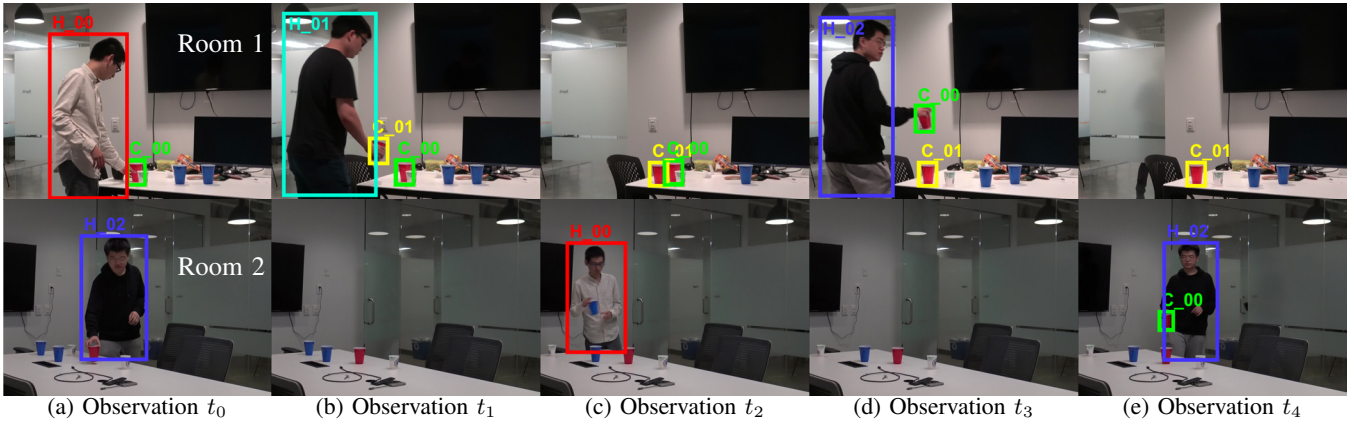 H_00
Room 1
C_00
H_01
C_01
C_00
C_01
C_00
H_02
C_00
C_01
C_01
H_02
Room 2
H_00
H_02
C_00
(a) Observation t₀
(b) Observation t₁
(c) Observation t₂
(d) Observation t₃
(e) Observation t₄